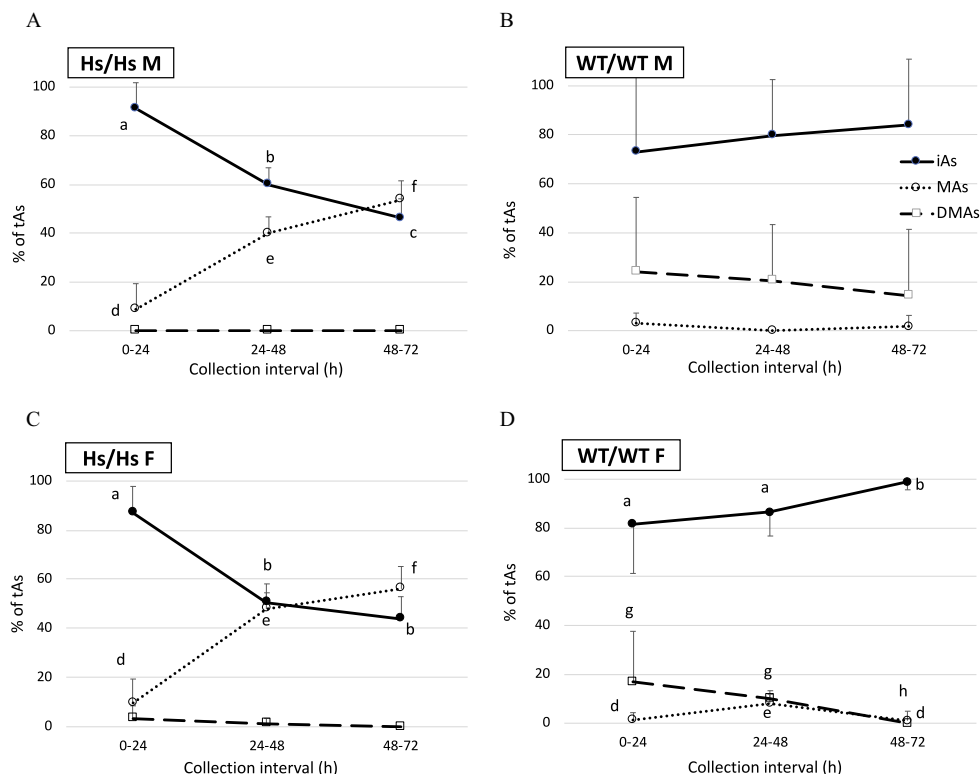 A
Hs/Hs M
100
80
60
40
20
0
% of tAs
a
b
c
d
e
f
0-24
24-48
48-72
Collection interval (h)
B
WT/WT M
100
80
60
40
20
0
% of tAs
iAs
MAs
DMAs
0-24
24-48
48-72
Collection interval (h)
C
Hs/Hs F
100
80
60
40
20
0
% of tAs
a
b
b
d
e
f
0-24
24-48
48-72
Collection interval (h)
D
WT/WT F
100
80
60
40
20
0
% of tAs
a
a
b
g
g
h
d
e
d
0-24
24-48
48-72
Collection interval (h)